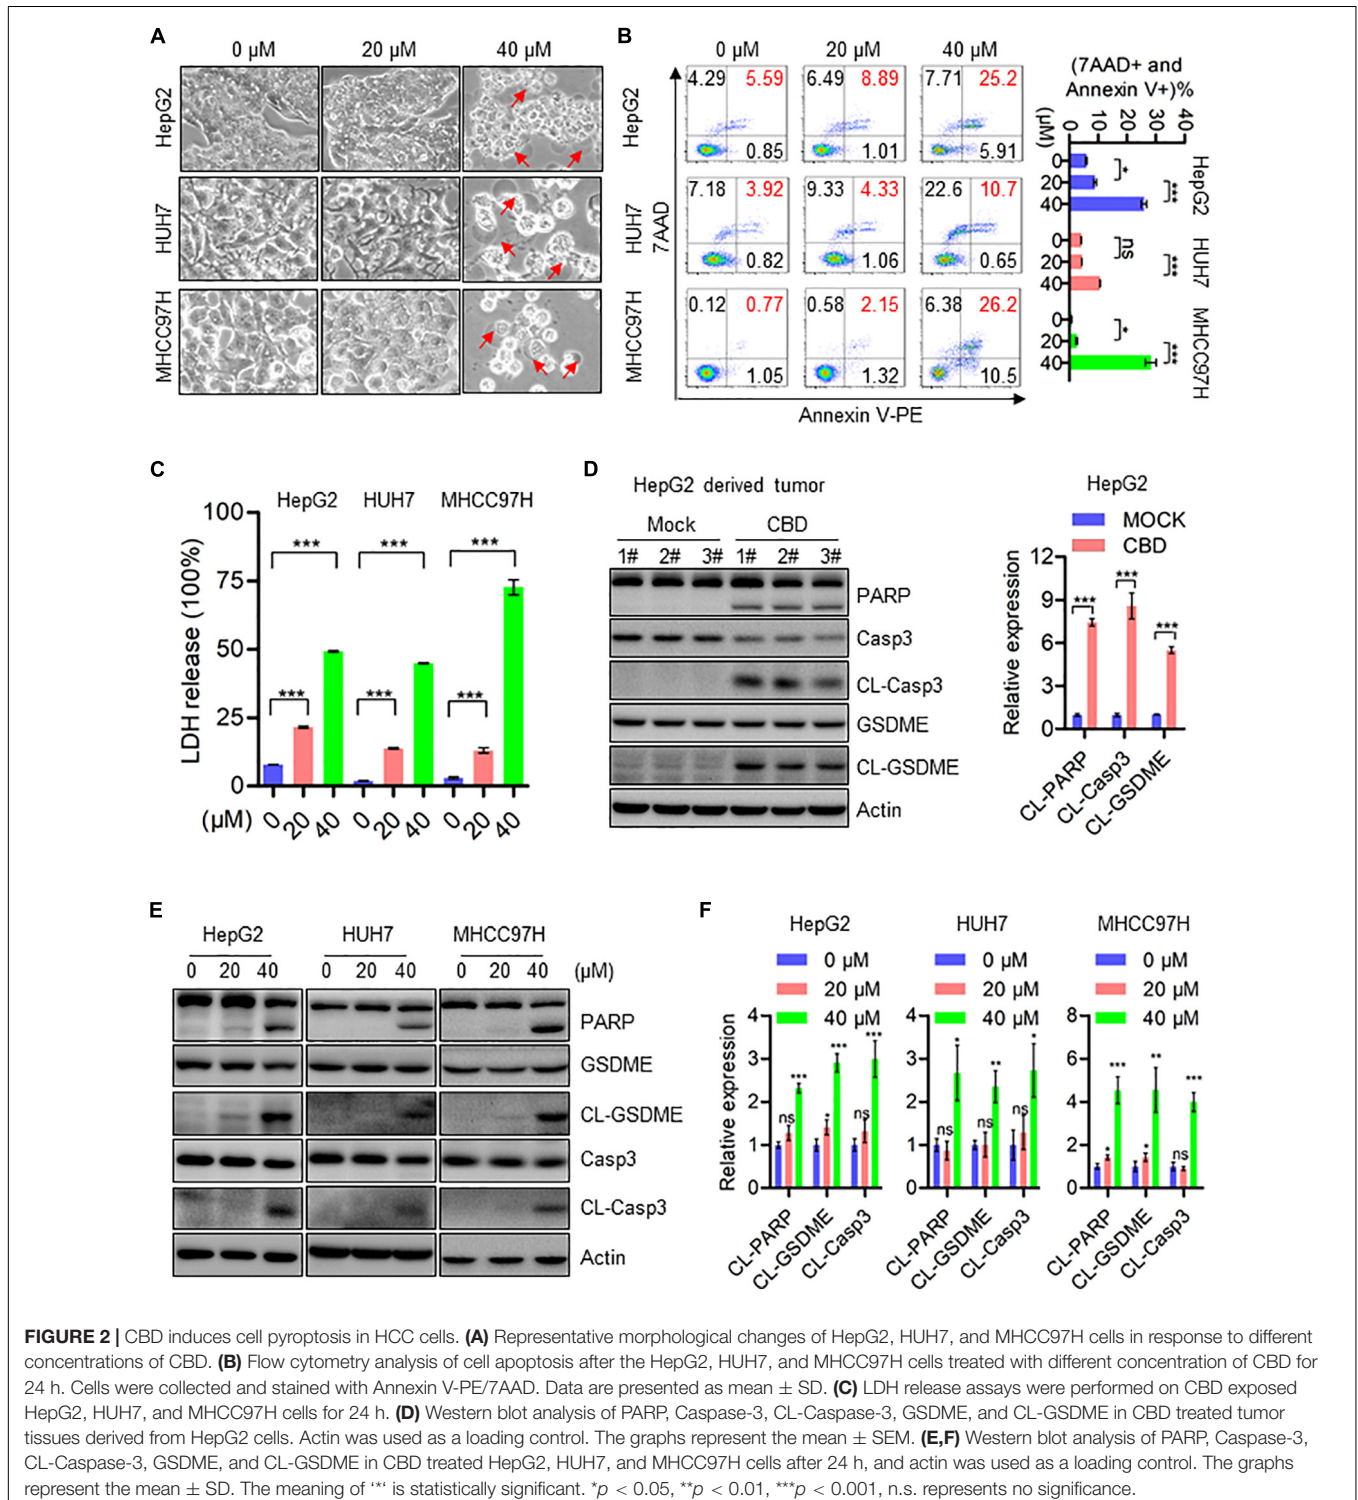 A
0 µM 20 µM 40 µM
HepG2
HUH7
MHCC97H
B
0 µM 20 µM 40 µM
HepG2
HUH7
MHCC97H
7AAD
4.29 5.59 6.49 8.89 7.71 25.2
0.85 1.01 5.91
7.18 3.92 9.33 4.33 22.6 10.7
0.82 1.06 0.65
0.12 0.77 0.58 2.15 6.38 26.2
1.05 1.32 10.5
Annexin V-PE
(7AAD+ and
Annexin V+)%
(µM) 0 10 20 30 40
0
20
40
* ***
HepG2
0
20
40
ns ***
HUH7
0
20
40
* ***
MHCC97H
C
HepG2 HUH7 MHCC97H
LDH release (100%)
100
75
50
25
0
*** *** ***
*** *** ***
(µM) 0 20 40 0 20 40 0 20 40
D
HepG2 derived tumor
Mock CBD
1# 2# 3# 1# 2# 3#
PARP
Casp3
CL-Casp3
GSDME
CL-GSDME
Actin
HepG2
MOCK
CBD
Relative expression
12
9
6
3
0
*** *** ***
CL-PARP CL-Casp3 CL-GSDME
E
HepG2 HUH7 MHCC97H
0 20 40 0 20 40 0 20 40 (µM)
PARP
GSDME
CL-GSDME
Casp3
CL-Casp3
Actin
F
HepG2 HUH7 MHCC97H
0 µM 0 µM 0 µM
20 µM 20 µM 20 µM
40 µM 40 µM 40 µM
Relative expression
4
3
2
1
0
ns *** * *** ns ***
CL-PARP CL-GSDME CL-Casp3
4
3
2
1
0
ns * ns ** ns *
CL-PARP CL-GSDME CL-Casp3
8
6
4
2
0
* *** * ** ns ***
CL-PARP CL-GSDME CL-Casp3
FIGURE 2 | CBD induces cell pyroptosis in HCC cells. (A) Representative morphological changes of HepG2, HUH7, and MHCC97H cells in response to different
concentrations of CBD. (B) Flow cytometry analysis of cell apoptosis after the HepG2, HUH7, and MHCC97H cells treated with different concentration of CBD for
24 h. Cells were collected and stained with Annexin V-PE/7AAD. Data are presented as mean ± SD. (C) LDH release assays were performed on CBD exposed
HepG2, HUH7, and MHCC97H cells for 24 h. (D) Western blot analysis of PARP, Caspase-3, CL-Caspase-3, GSDME, and CL-GSDME in CBD treated tumor
tissues derived from HepG2 cells. Actin was used as a loading control. The graphs represent the mean ± SEM. (E,F) Western blot analysis of PARP, Caspase-3,
CL-Caspase-3, GSDME, and CL-GSDME in CBD treated HepG2, HUH7, and MHCC97H cells after 24 h, and actin was used as a loading control. The graphs
represent the mean ± SD. The meaning of ‘*‘ is statistically significant. *p < 0.05, **p < 0.01, ***p < 0.001, n.s. represents no significance.